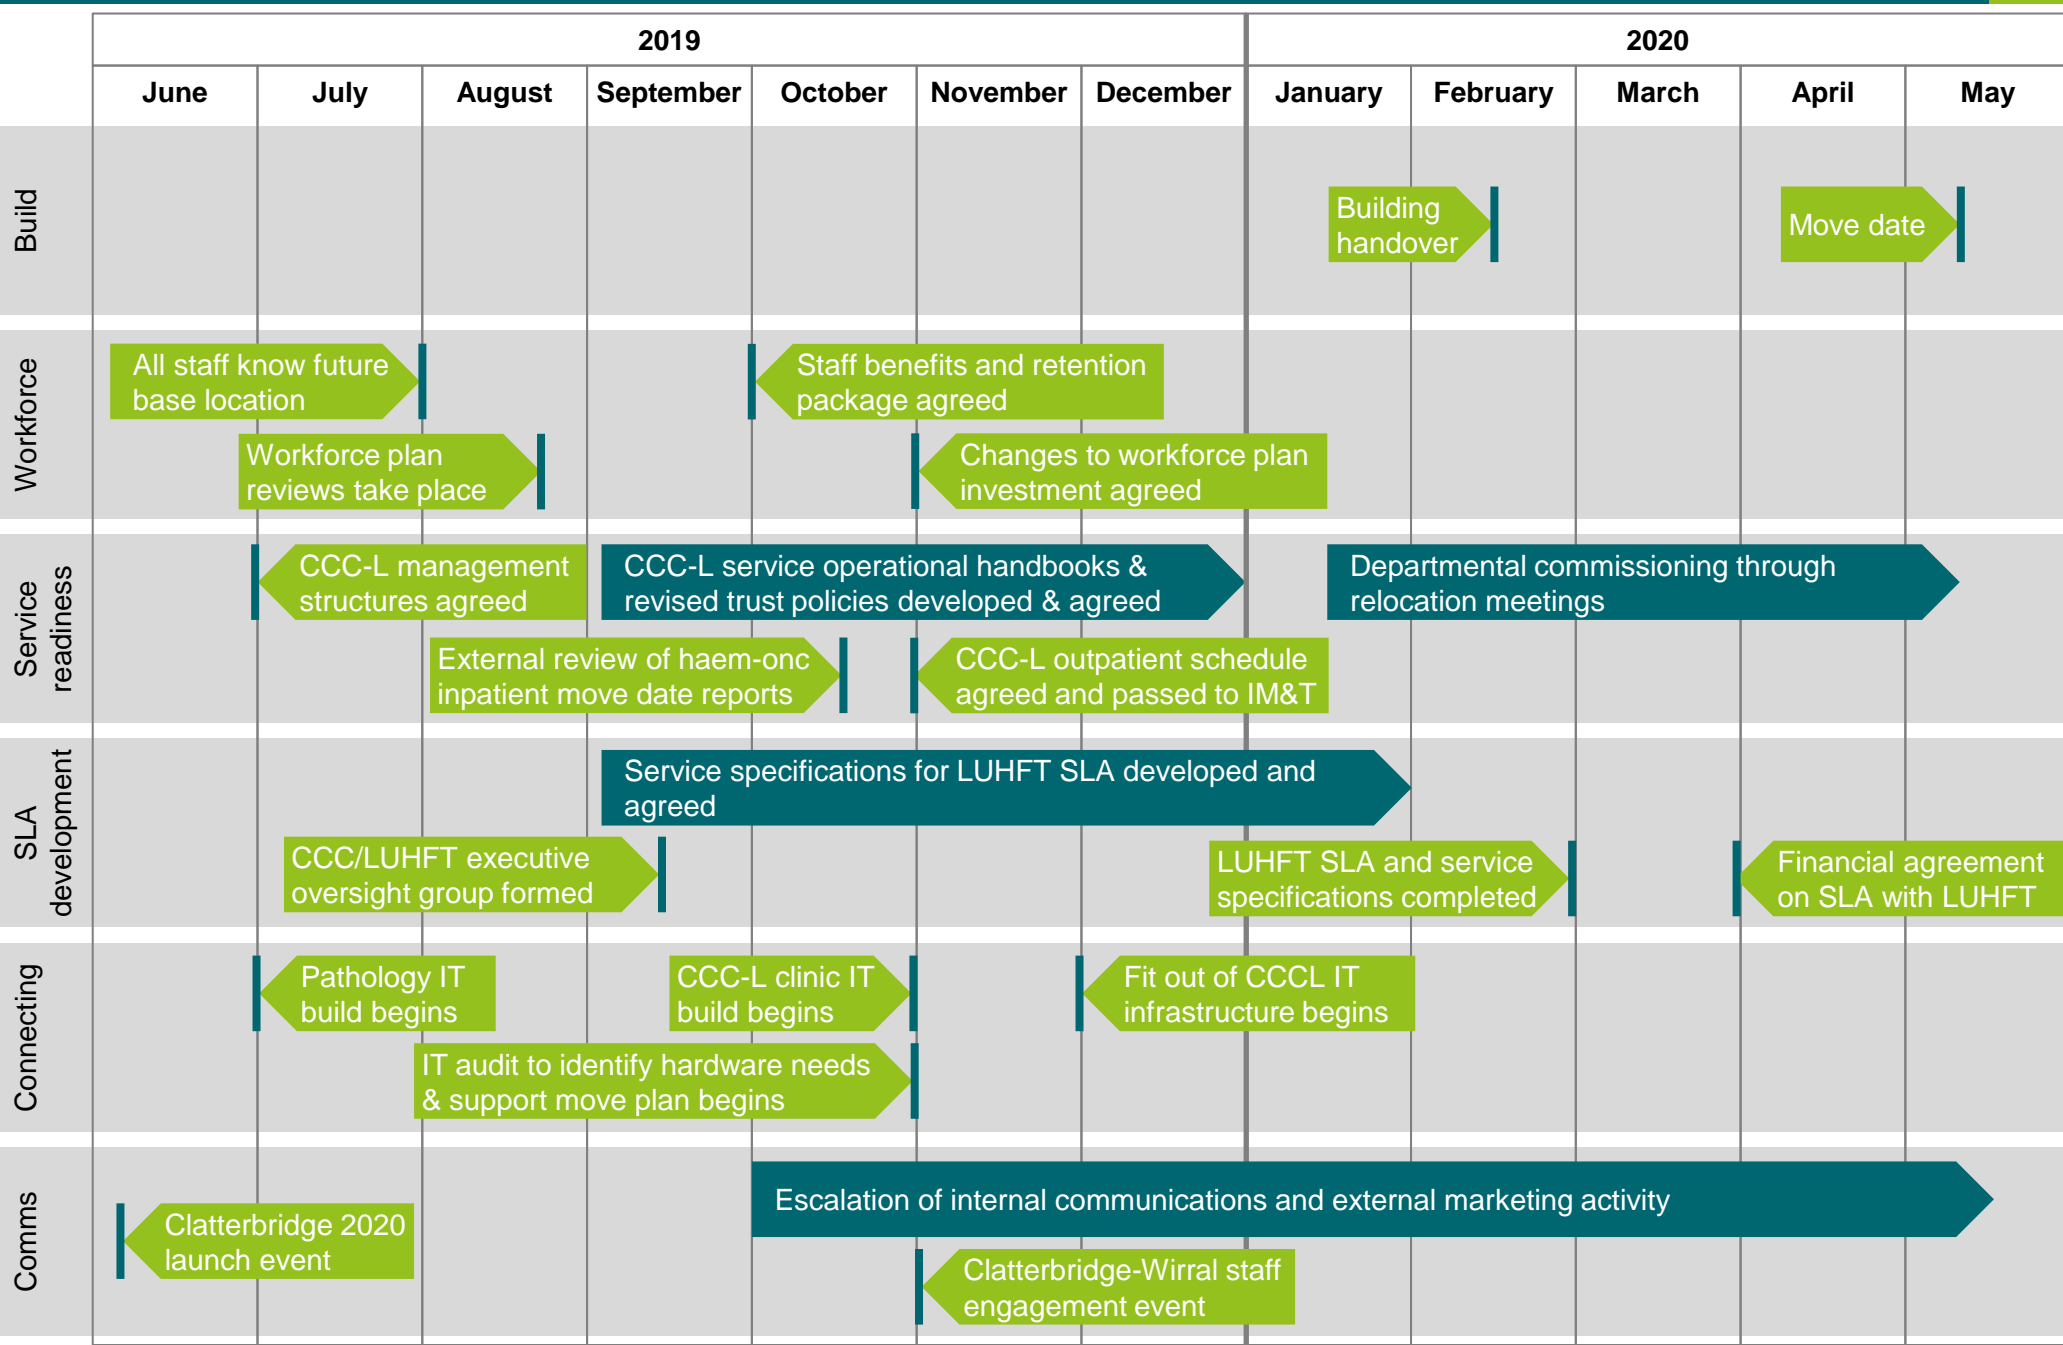 2019
2020
June
July
August
September
October
November
December
January
February
March
April
May
Build
Building
handover
Move date
Workforce
All staff know future
base location
Staff benefits and retention
package agreed
Workforce plan
reviews take place
Changes to workforce plan
investment agreed
Service
readiness
CCC-L management
structures agreed
CCC-L service operational handbooks &
revised trust policies developed & agreed
Departmental commissioning through
relocation meetings
External review of haem-onc
inpatient move date reports
CCC-L outpatient schedule
agreed and passed to IM&T
SLA
development
Service specifications for LUHFT SLA developed and
agreed
CCC/LUHFT executive
oversight group formed
LUHFT SLA and service
specifications completed
Financial agreement
on SLA with LUHFT
Connecting
Pathology IT
build begins
CCC-L clinic IT
build begins
Fit out of CCCL IT
infrastructure begins
IT audit to identify hardware needs
& support move plan begins
Comms
Escalation of internal communications and external marketing activity
Clatterbridge 2020
launch event
Clatterbridge-Wirral staff
engagement event